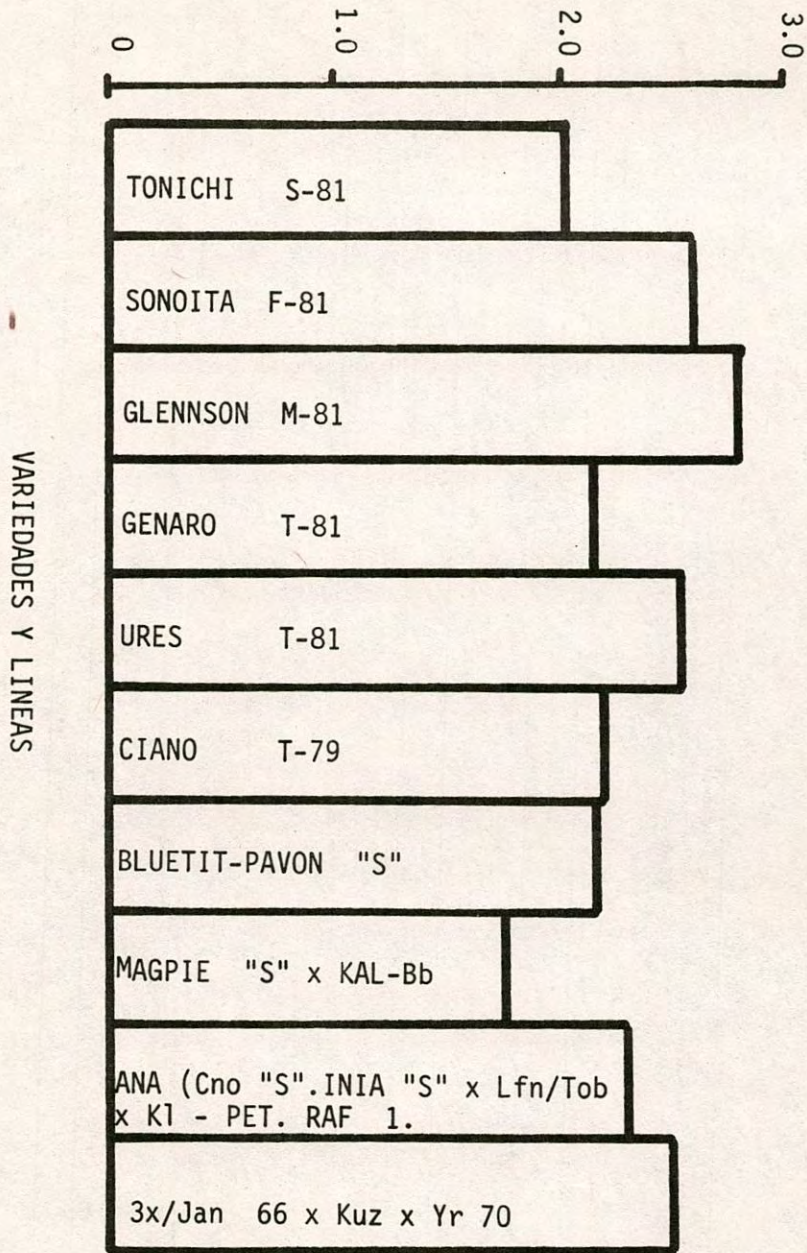 0
1.0
2.0
3.0
TONICHI S-81
SONOITA F-81
GLENNSON M-81
GENARO T-81
URES T-81
CIANO T-79
BLUETIT-PAVON "S"
MAGPIE "S" x KAL-Bb
ANA (Cno "S".INIA "S" x Lfn/Tob
x Kl - PET. RAF 1.
3x/Jan 66 x Kuz x Yr 70
VARIEDADES Y LINEAS